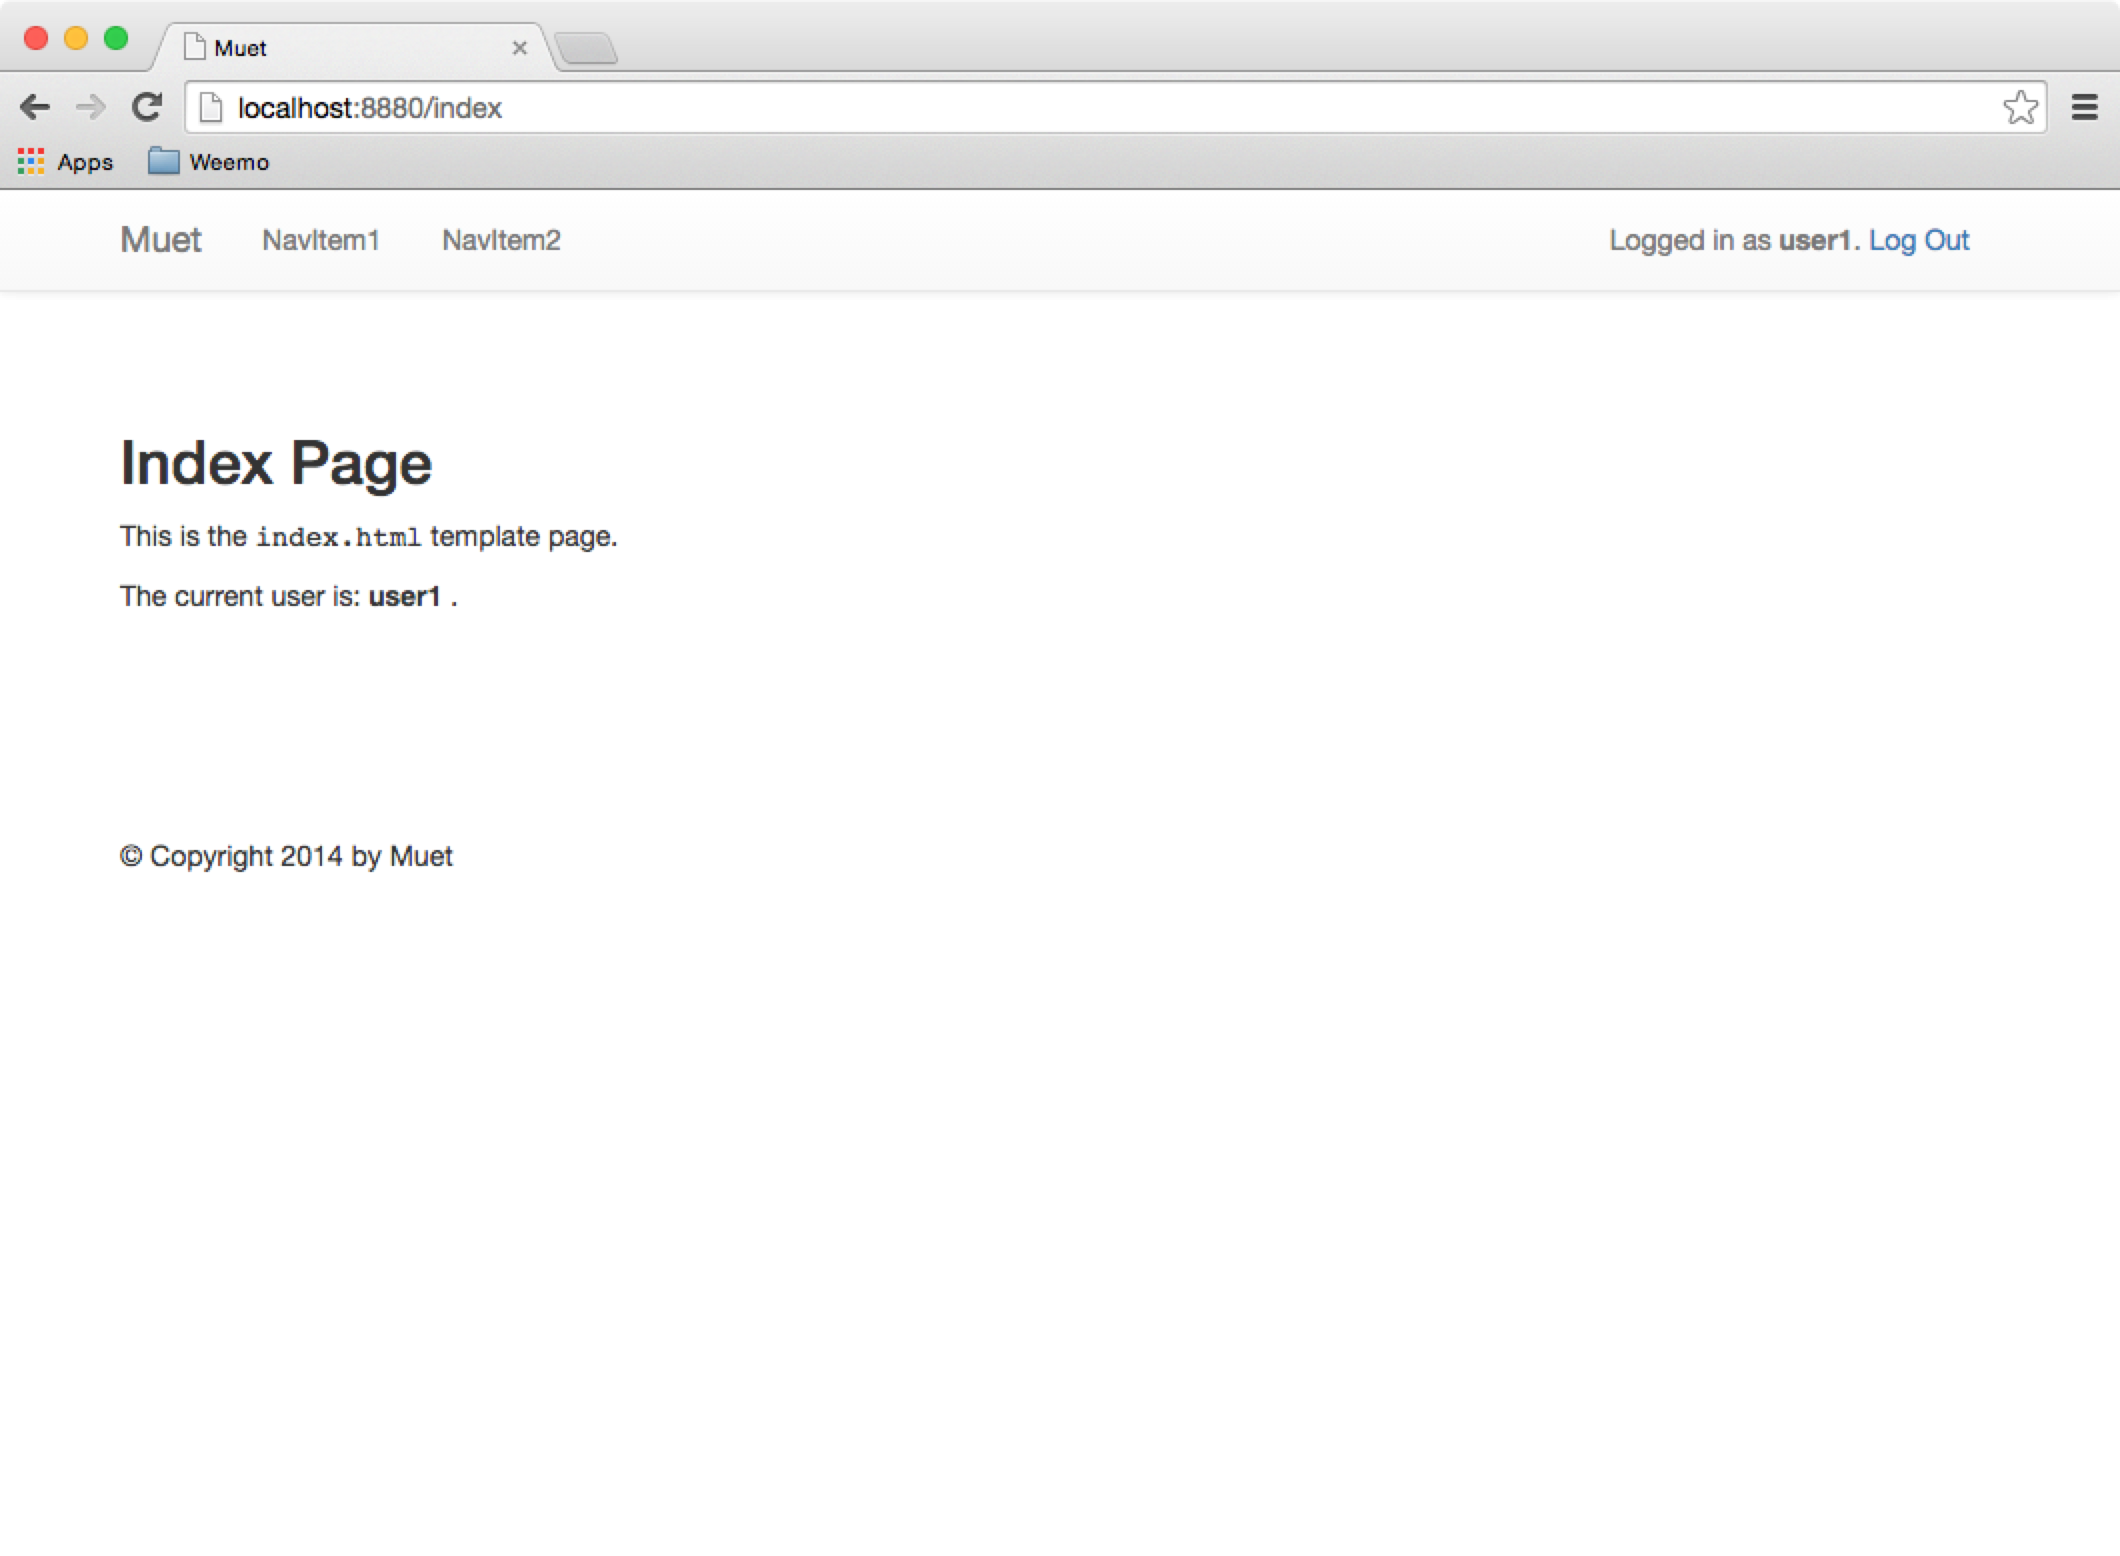 Muet
localhost:8880/index
Apps Weemo
Muet NavItem1 NavItem2 Logged in as user1. Log Out
Index Page
This is the index.html template page.
The current user is: user1 .
© Copyright 2014 by Muet